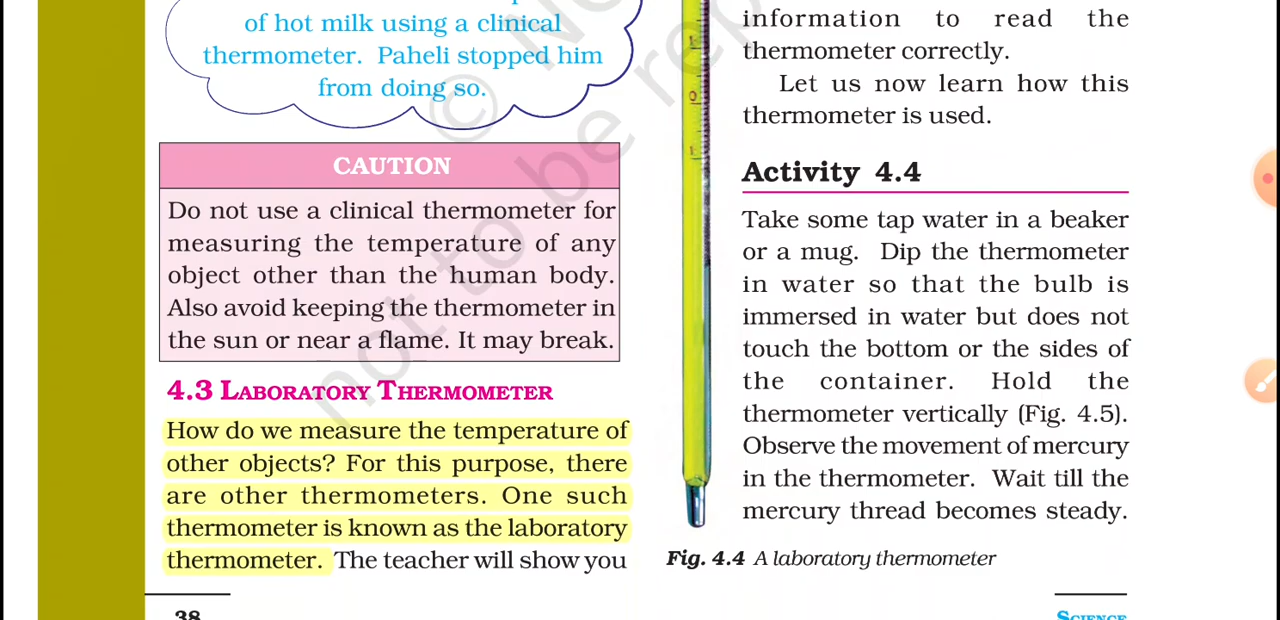 of hot milk using a clinical
thermometer. Paheli stopped him
from doing so.
CAUTION
Do not use a clinical thermometer for
measuring the temperature of any
object other than the human body.
Also avoid keeping the thermometer in
the sun or near a flame. It may break.
4.3 LABORATORY THERMOMETER
How do we measure the temperature of
other objects? For this purpose, there
are other thermometers. One such
thermometer is known as the laboratory
thermometer. The teacher will show you
Fig. 4.4 A laboratory thermometer
information to read the
thermometer correctly.
Let us now learn how this
thermometer is used.
Activity 4.4
Take some tap water in a beaker
or a mug. Dip the thermometer
in water so that the bulb is
immersed in water but does not
touch the bottom or the sides of
the container. Hold the
thermometer vertically (Fig. 4.5).
Observe the movement of mercury
in the thermometer. Wait till the
mercury thread becomes steady.
38
SCIENCE
©
not to be rep